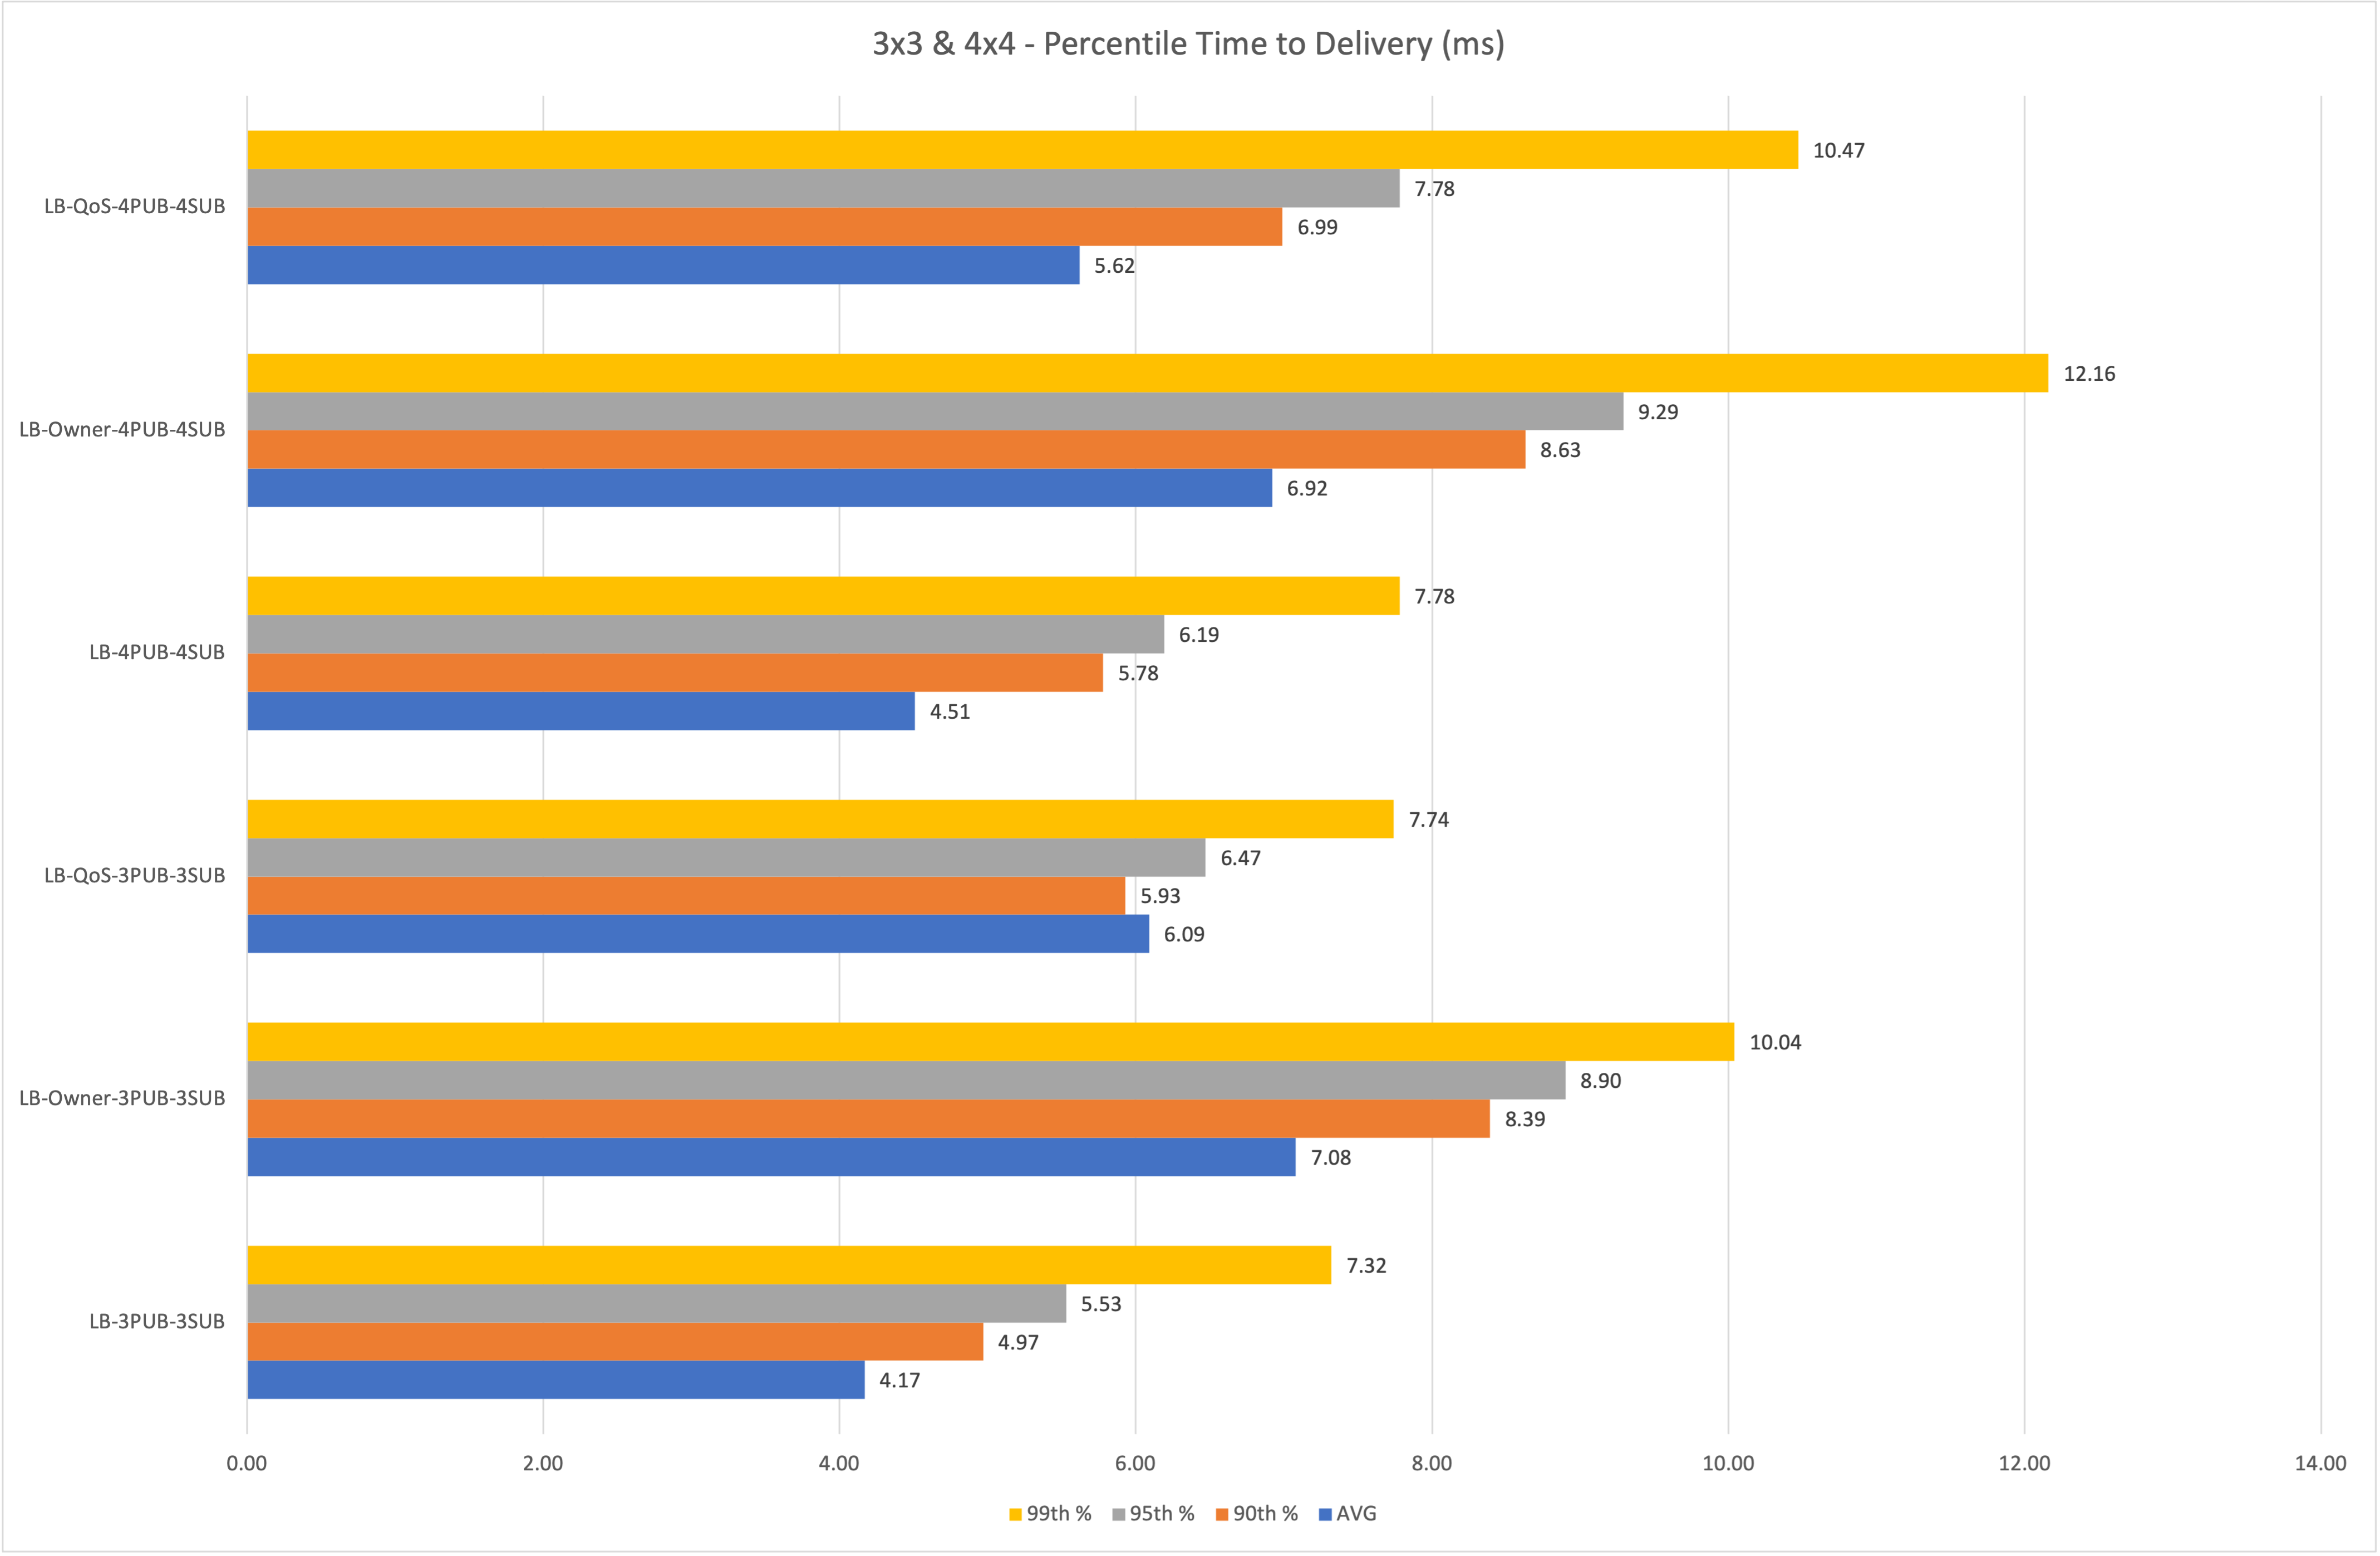 3x3 & 4x4 - Percentile Time to Delivery (ms)
LB-QoS-4PUB-4SUB
10.47
7.78
6.99
5.62
LB-Owner-4PUB-4SUB
12.16
9.29
8.63
6.92
LB-4PUB-4SUB
7.78
6.19
5.78
4.51
LB-QoS-3PUB-3SUB
7.74
6.47
5.93
6.09
LB-Owner-3PUB-3SUB
10.04
8.90
8.39
7.08
LB-3PUB-3SUB
7.32
5.53
4.97
4.17
0.00 2.00 4.00 6.00 8.00 10.00 12.00 14.00
99th % 95th % 90th % AVG